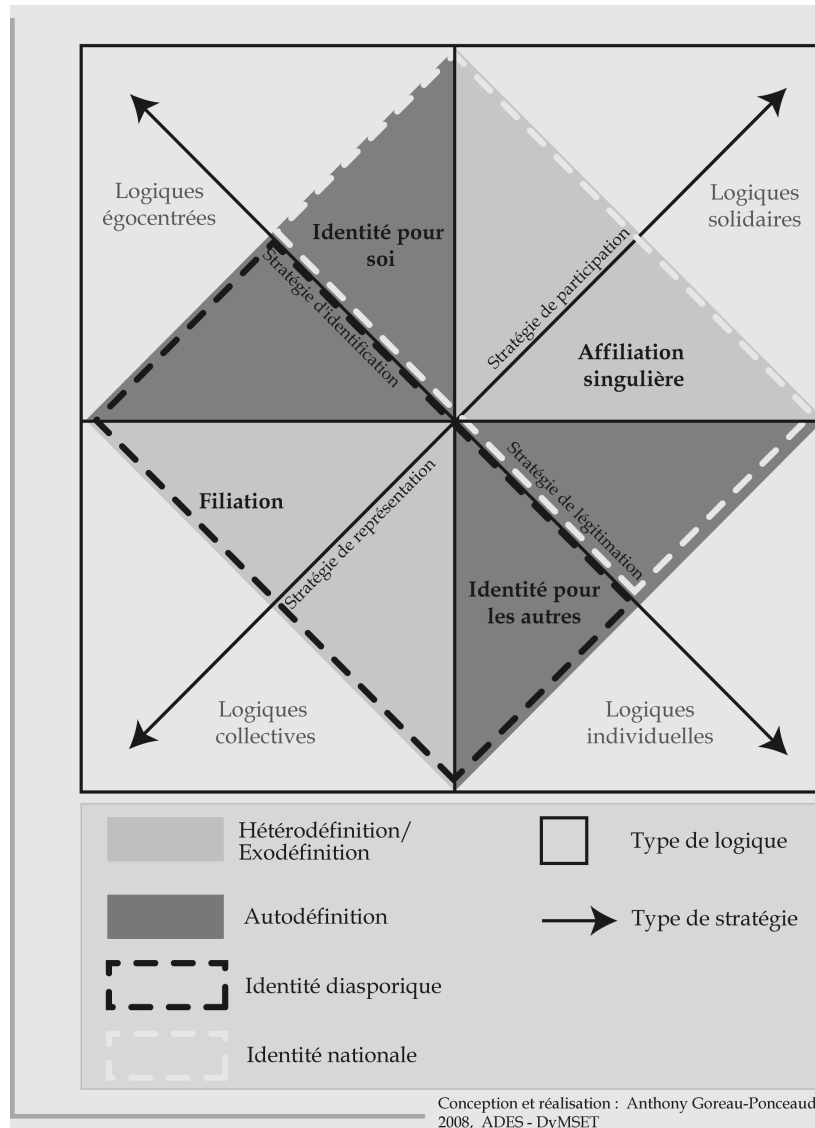 Logiques
égocentrées
Logiques
solidaires
Identité pour
soi
Stratégie d'identification
Stratégie de participation
Affiliation
singulière
Filiation
Stratégie de représentation
Stratégie de légitimation
Identité pour
les autres
Logiques
collectives
Logiques
individuelles
Hétérodéfinition/
Exodéfinition
Type de logique
Autodéfinition
Type de stratégie
Identité diasporique
Identité nationale
Conception et réalisation : Anthony Goreau-Ponceaud
2008, ADES - DyMSET